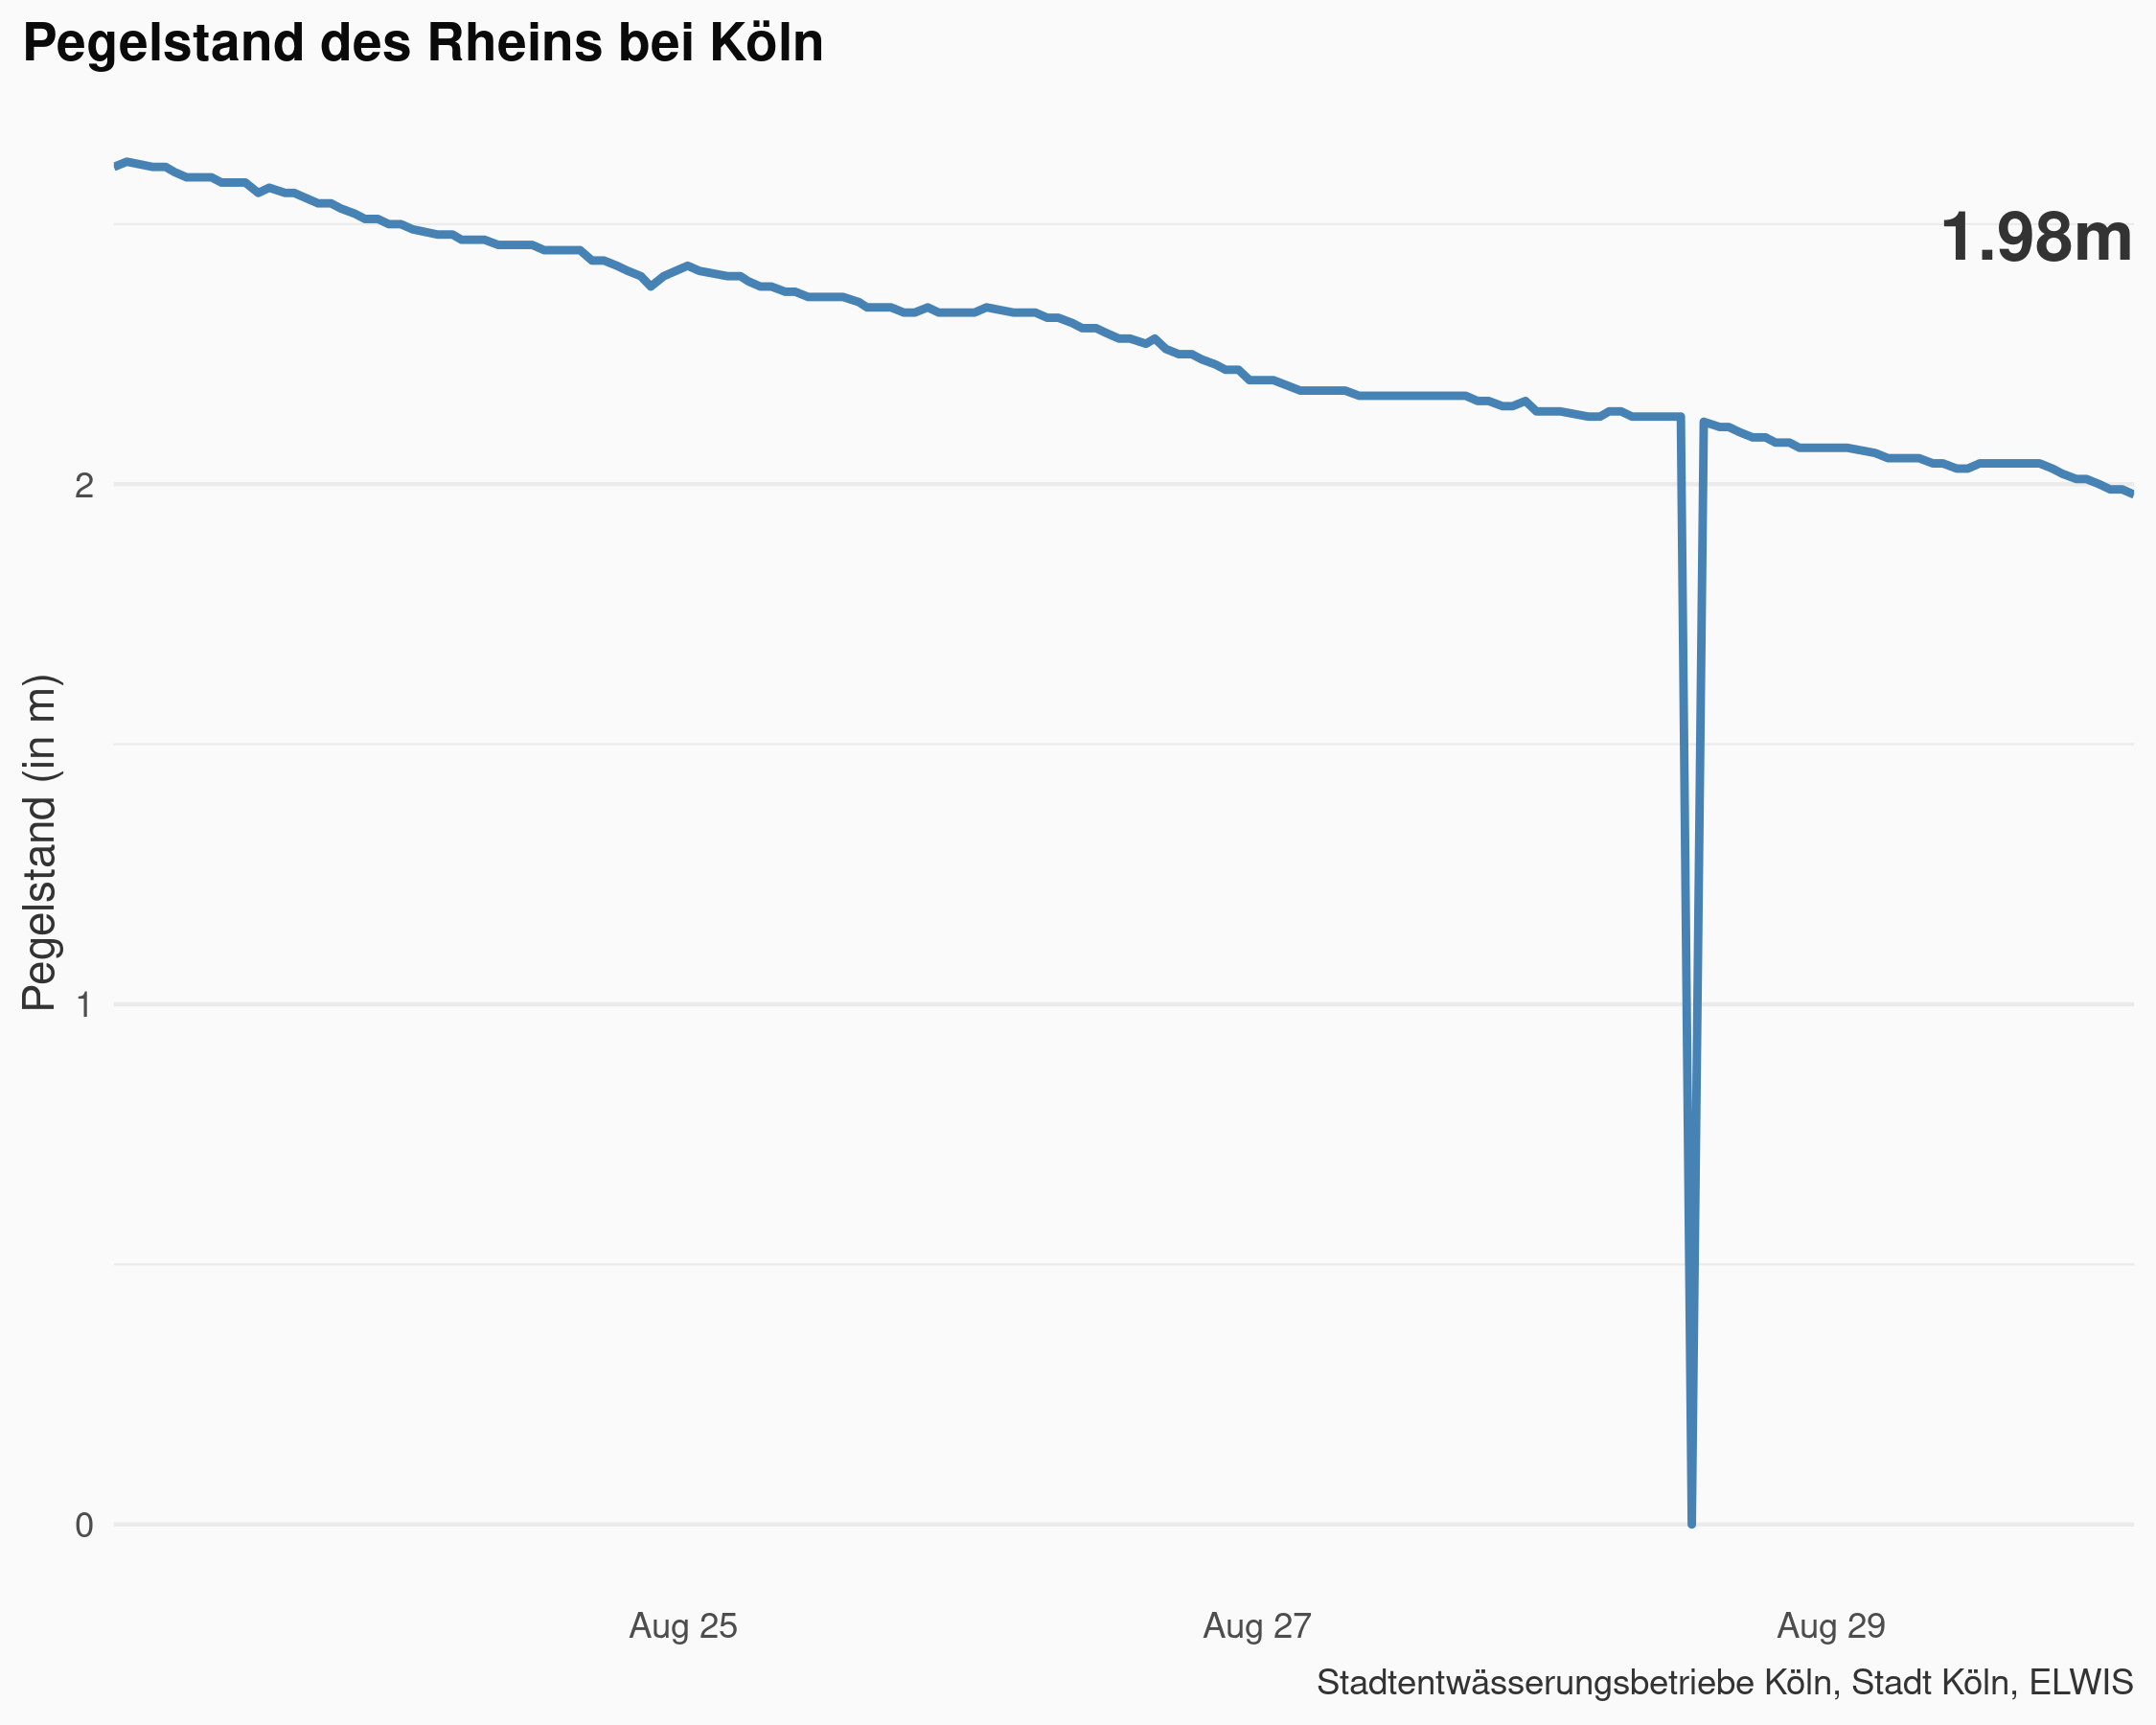 Pegelstand des Rheins bei Köln
1.98m
Pegelstand (in m)
2
1
0
Aug 25
Aug 27
Aug 29
Stadtentwässerungsbetriebe Köln, Stadt Köln, ELWIS